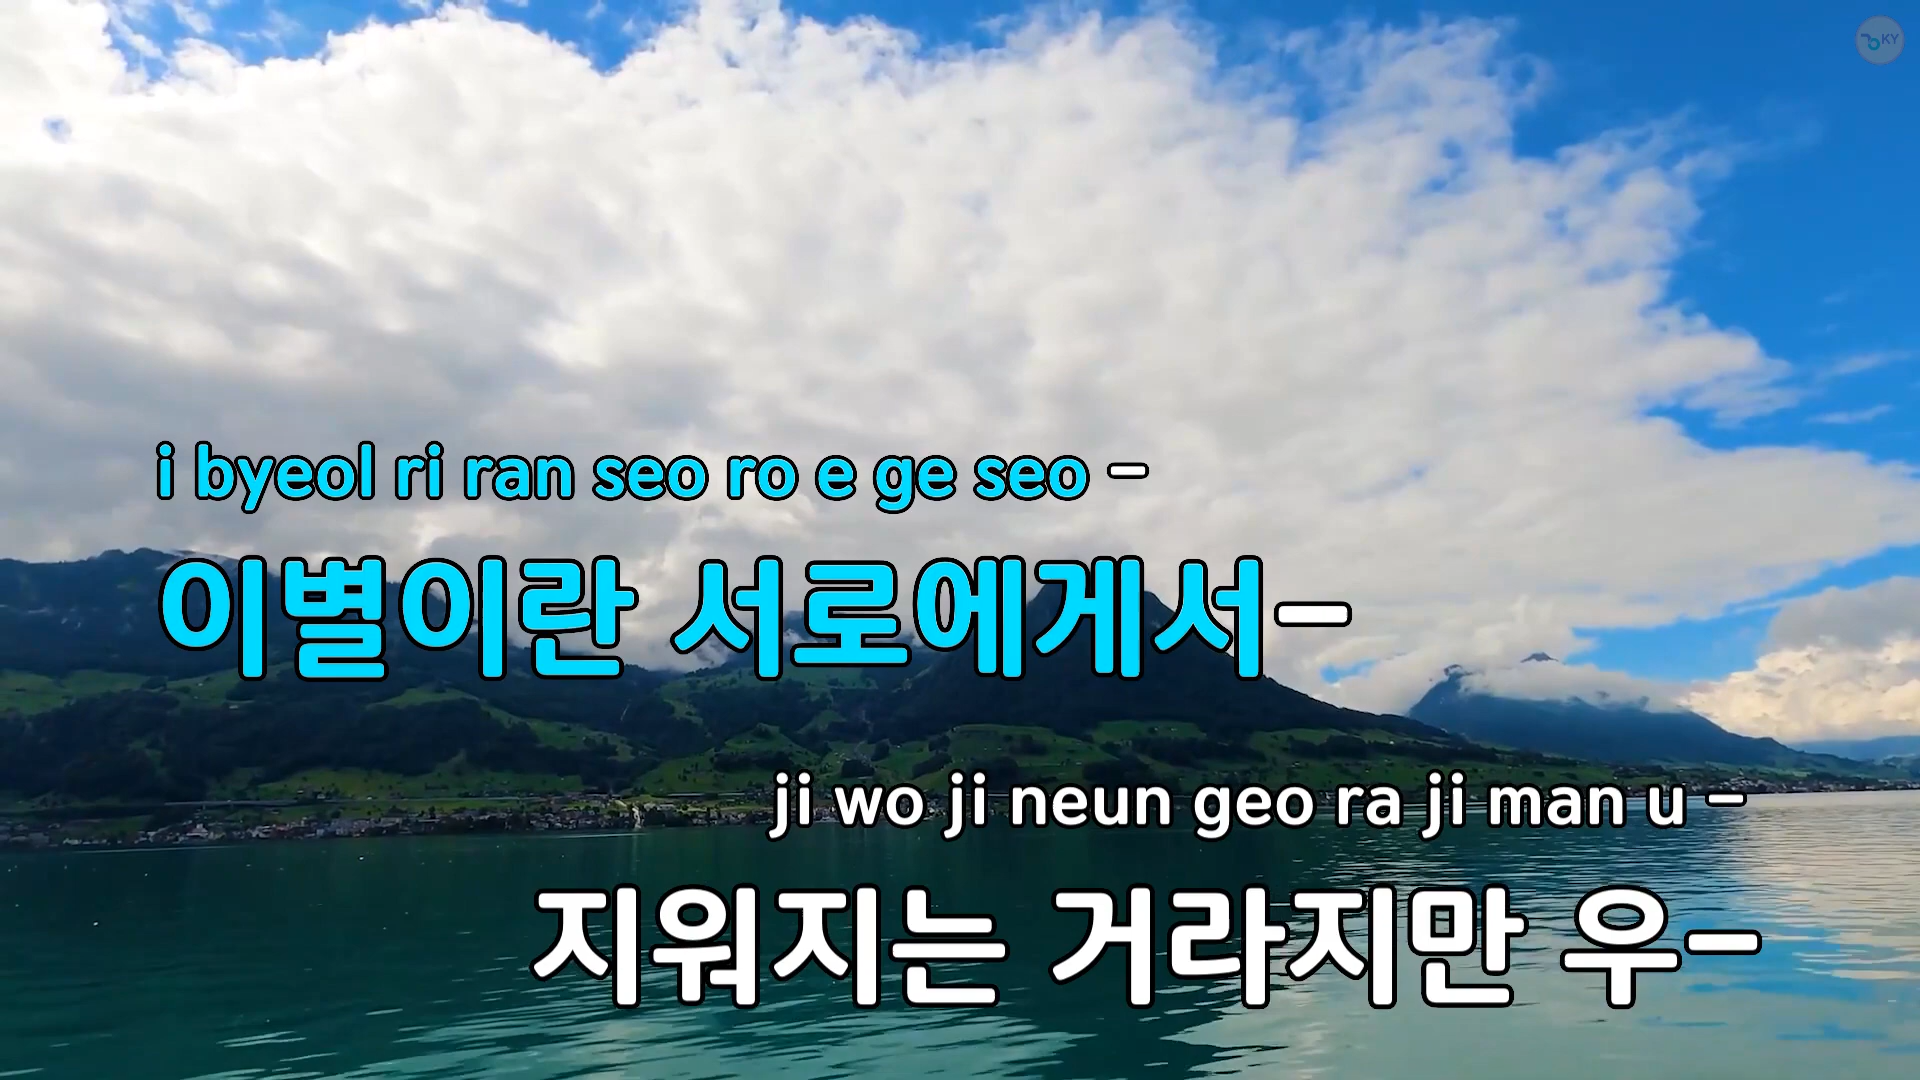 KY
i byeol ri ran seo ro e ge seo –
이별이란 서로에게서–
ji wo ji neun geo ra ji man u –
지워지는 거라지만 우–